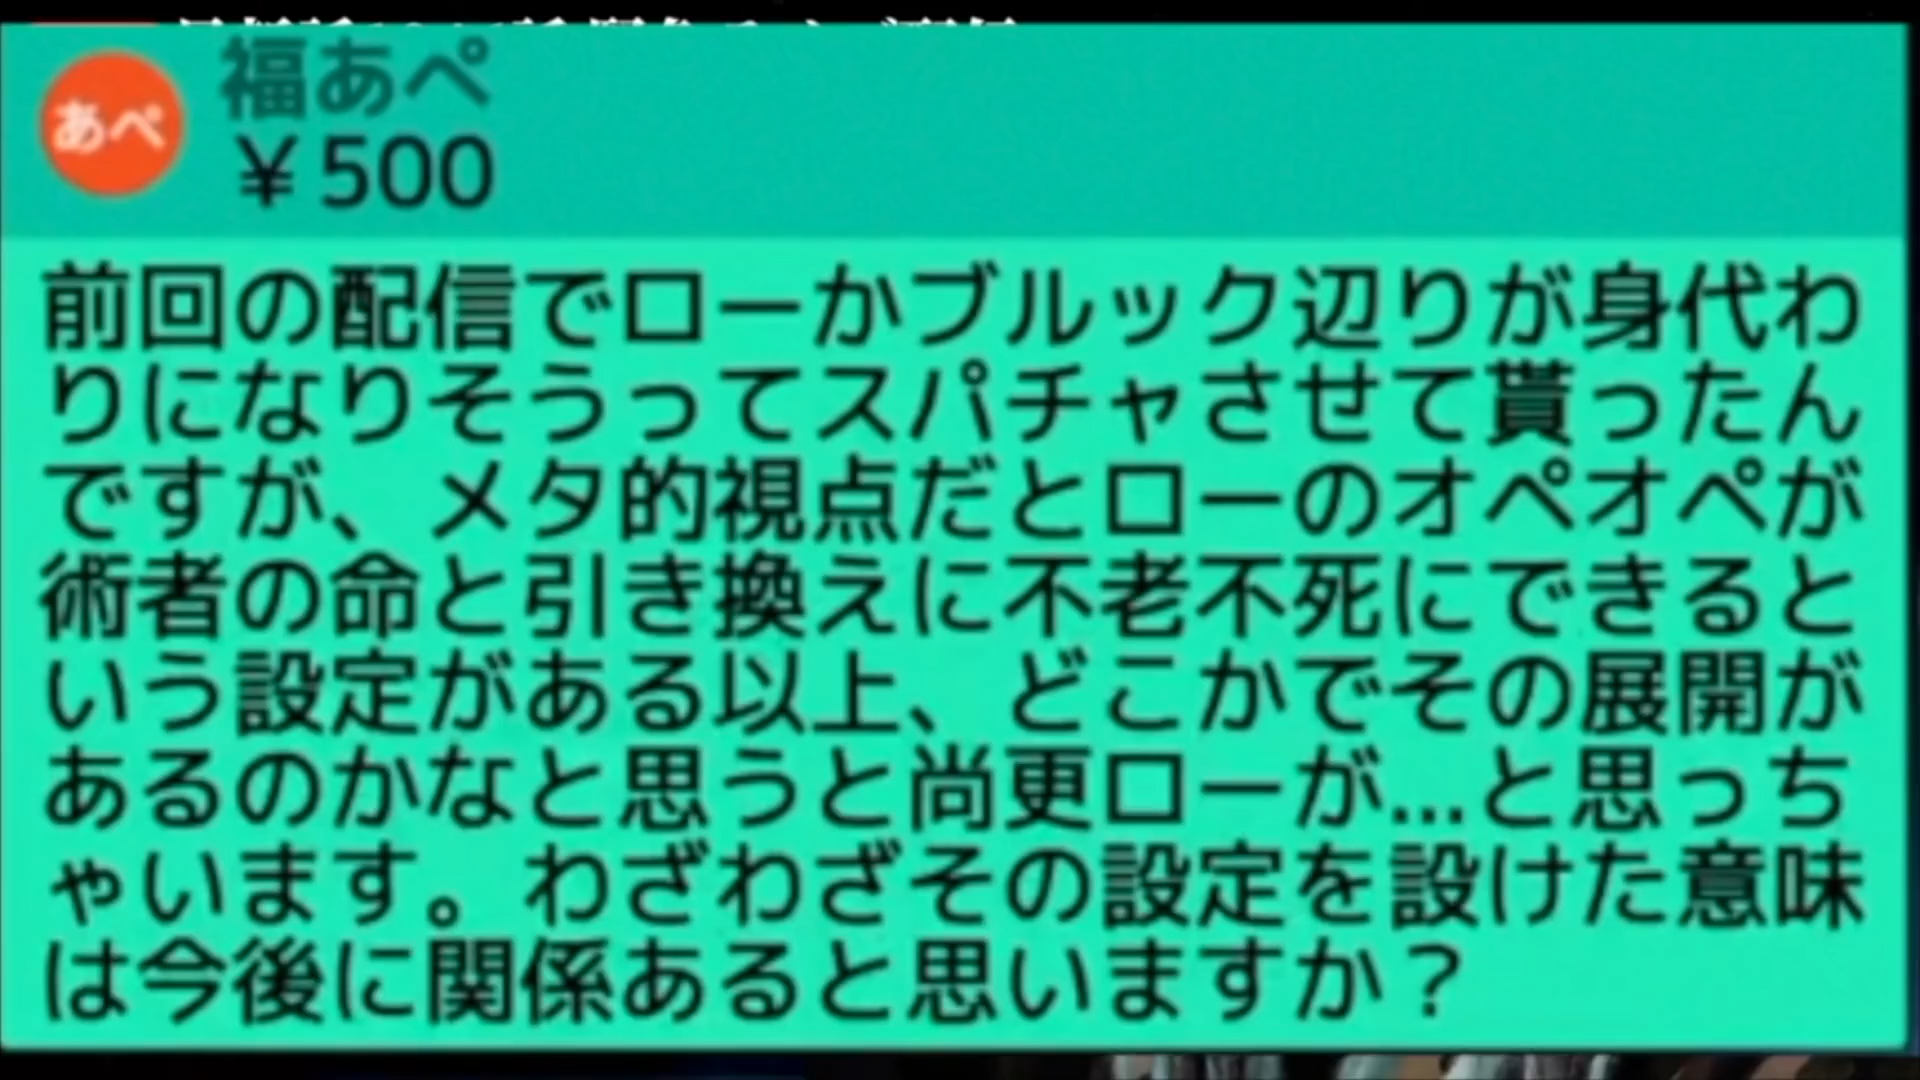 あぺ
福あぺ
￥500
前回の配信でローかブルック辺りが身代わ
りになりそうってスパチャさせて貰ったん
ですが、メタ的視点だとローのオペオペが
術者の命と引き換えに不老不死にできると
いう設定がある以上、どこかでその展開が
あるのかなと思うと尚更ローが…と思っち
ゃいます。わざわざその設定を設けた意味
は今後に関係あると思いますか？